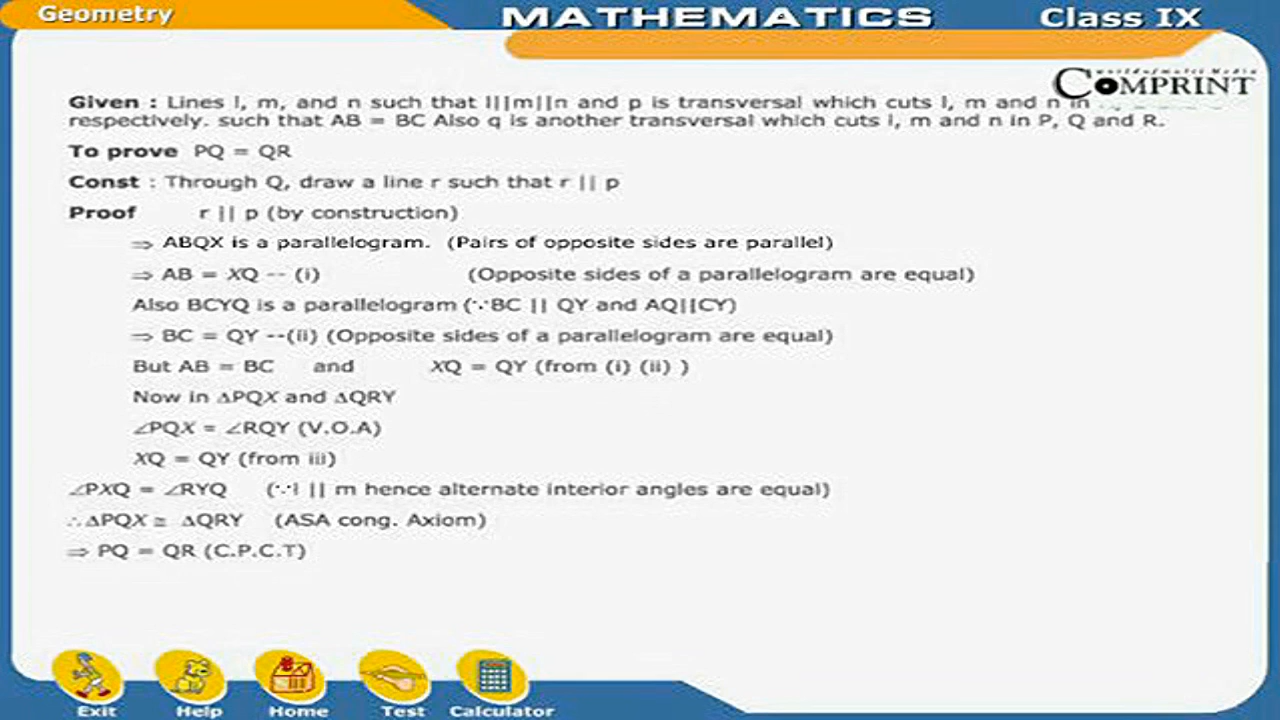 Geometry
MATHEMATICS
Class IX
COMPRINT
Given : Lines l, m, and n such that l||m||n and p is transversal which cuts l, m and n in
respectively. such that AB = BC Also q is another transversal which cuts l, m and n in P, Q and R.
To prove PQ = QR
Const : Through Q, draw a line r such that r || p
Proof r || p (by construction)
⇒ ABQX is a parallelogram. (Pairs of opposite sides are parallel)
⇒ AB = XQ -- (i) (Opposite sides of a parallelogram are equal)
Also BCYQ is a parallelogram (∵BC || QY and AQ||CY)
⇒ BC = QY --(ii) (Opposite sides of a parallelogram are equal)
But AB = BC and XQ = QY (from (i) (ii) )
Now in ∆PQX and ∆QRY
∠PQX = ∠RQY (V.O.A)
XQ = QY (from iii)
∠PXQ = ∠RYQ (∵l || m hence alternate interior angles are equal)
∴∆PQX ≅ ∆QRY (ASA cong. Axiom)
⇒ PQ = QR (C.P.C.T)
Exit Help Home Test Calculator